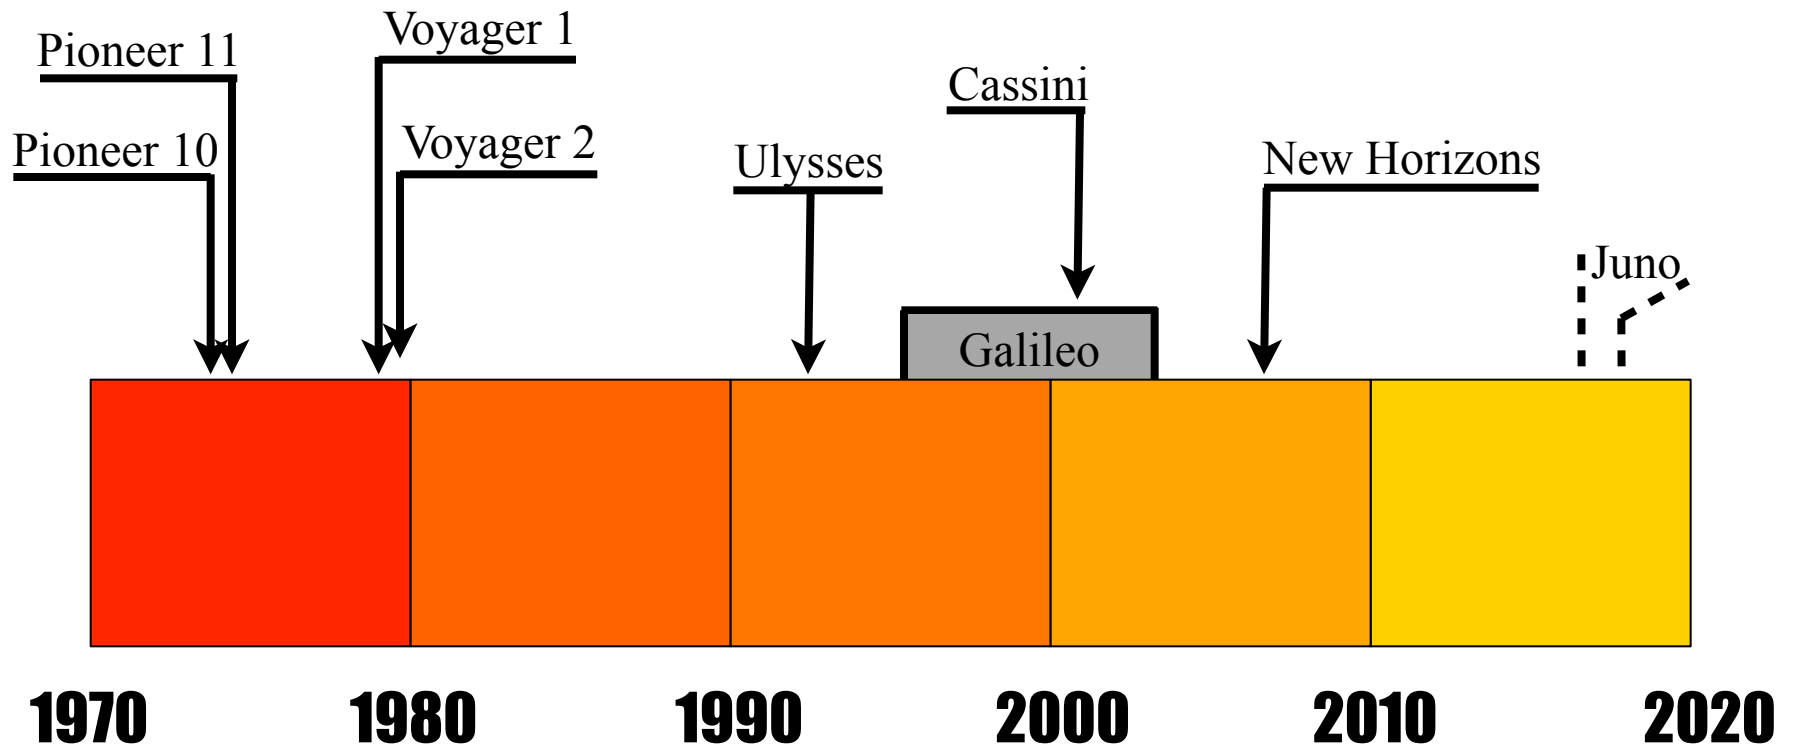 Pioneer 11
Voyager 1
Pioneer 10
Voyager 2
Ulysses
Cassini
New Horizons
Juno
Galileo
1970 1980 1990 2000 2010 2020